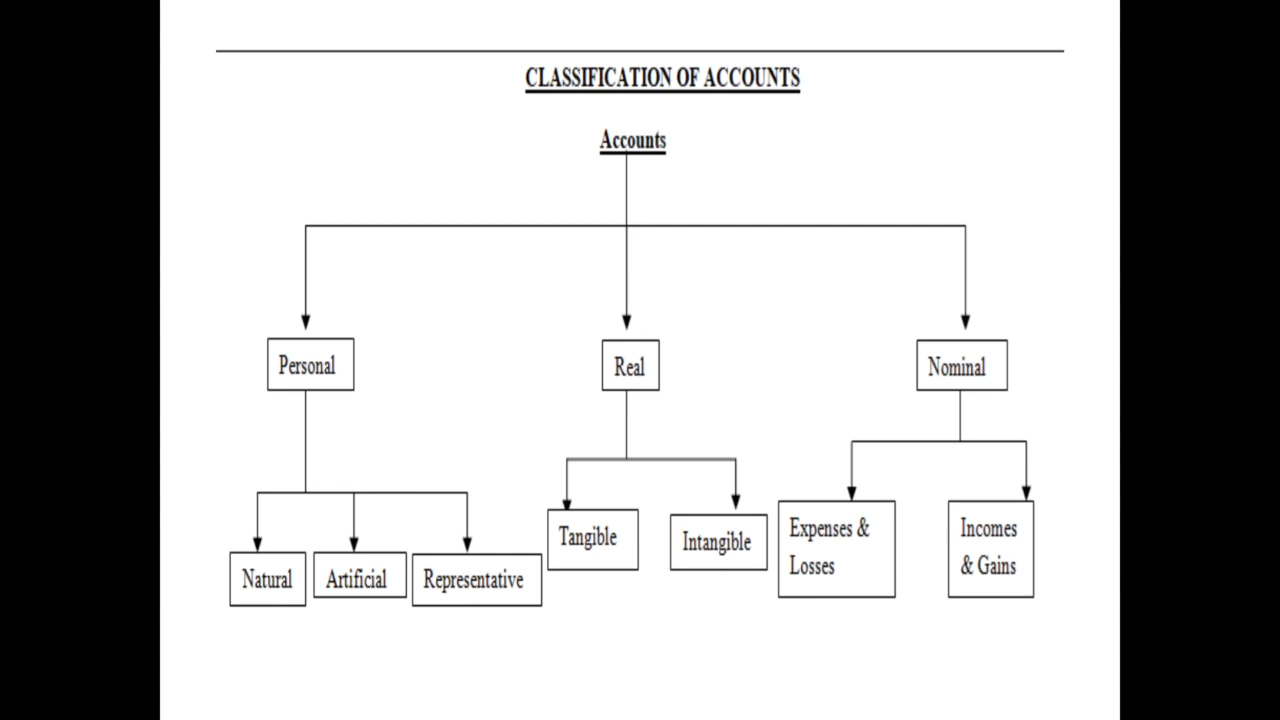 CLASSIFICATION OF ACCOUNTS
Accounts
Personal
Real
Nominal
Natural
Artificial
Representative
Tangible
Intangible
Expenses &
Losses
Incomes
& Gains